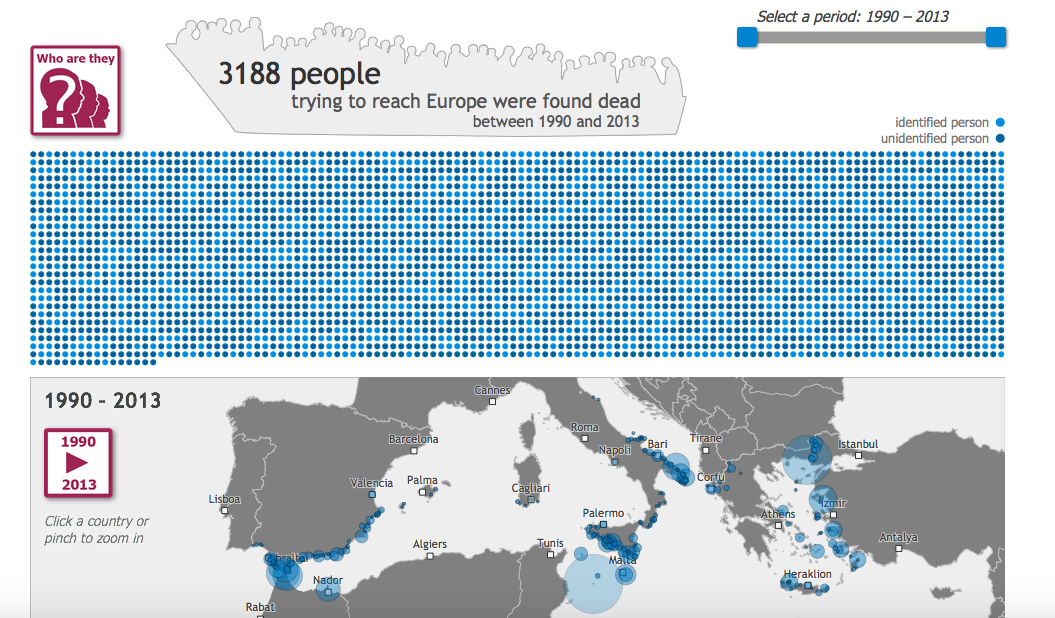 Select a period: 1990 – 2013
Who are they
?
3188 people
trying to reach Europe were found dead
between 1990 and 2013
identified person
unidentified person
1990 - 2013
1990
2013
Click a country or
pinch to zoom in
Cannes
Roma
Barcelona
Bari
Tirane
Istanbul
Napoli
Valencia
Palma
Cagliari
Corfu
Lisboa
Izmir
Palermo
Athens
Algiers
Tunis
Antalya
Malta
Nador
Heraklion
Rabat